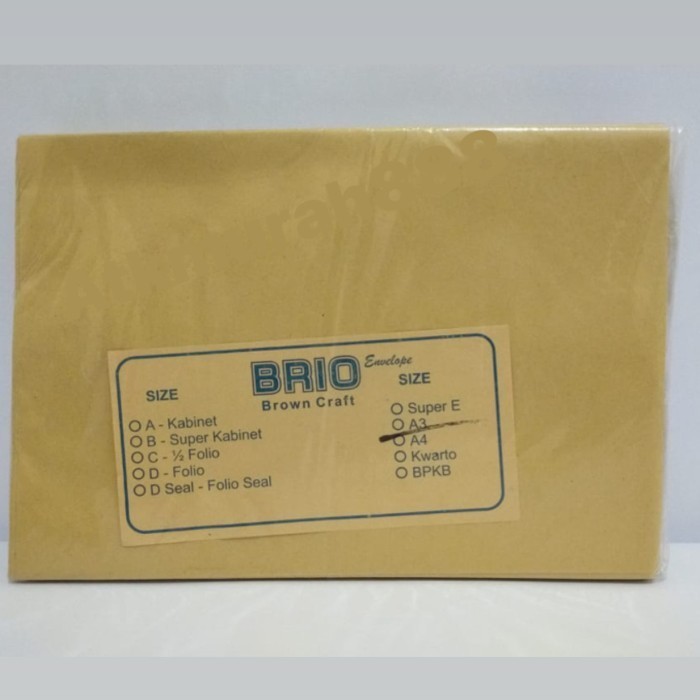 BRIO Envelope
Brown Craft
SIZE
○ A - Kabinet
○ B - Super Kabinet
○ C - ½ Folio
○ D - Folio
○ D Seal - Folio Seal
SIZE
○ Super E
○ A3
○ A4
○ Kwarto
○ BPKB